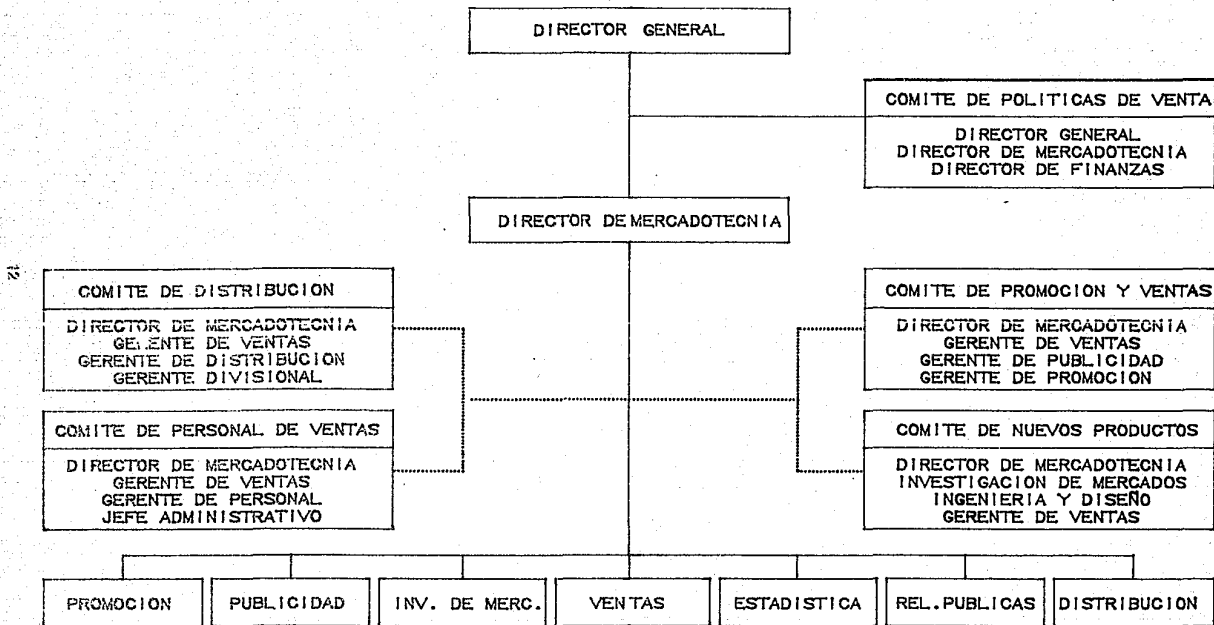 DIRECTOR GENERAL
COMITE DE POLITICAS DE VENTA
DIRECTOR GENERAL
DIRECTOR DE MERCADOTECNIA
DIRECTOR DE FINANZAS
DIRECTOR DE MERCADOTECNIA
12
COMITE DE DISTRIBUCION
DIRECTOR DE MERCADOTECNIA
GERENTE DE VENTAS
GERENTE DE DISTRIBUCION
GERENTE DIVISIONAL
COMITE DE PROMOCION Y VENTAS
DIRECTOR DE MERCADOTECNIA
GERENTE DE VENTAS
GERENTE DE PUBLICIDAD
GERENTE DE PROMOCION
COMITE DE PERSONAL DE VENTAS
DIRECTOR DE MERCADOTECNIA
GERENTE DE VENTAS
GERENTE DE PERSONAL
JEFE ADMINISTRATIVO
COMITE DE NUEVOS PRODUCTOS
DIRECTOR DE MERCADOTECNIA
INVESTIGACION DE MERCADOS
INGENIERIA Y DISEÑO
GERENTE DE VENTAS
PROMOCION
PUBLICIDAD
INV. DE MERC.
VENTAS
ESTADISTICA
REL.PUBLICAS
DISTRIBUCION